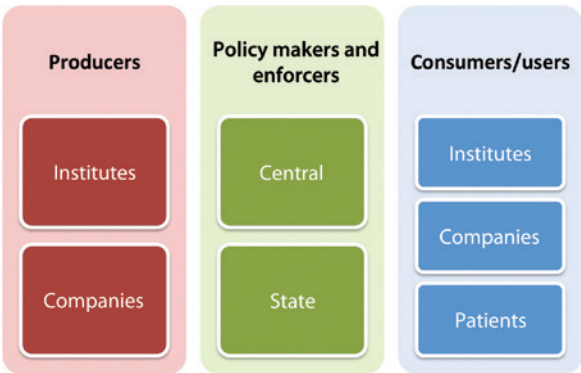 Producers
Institutes
Companies
Policy makers and
enforcers
Central
State
Consumers/users
Institutes
Companies
Patients